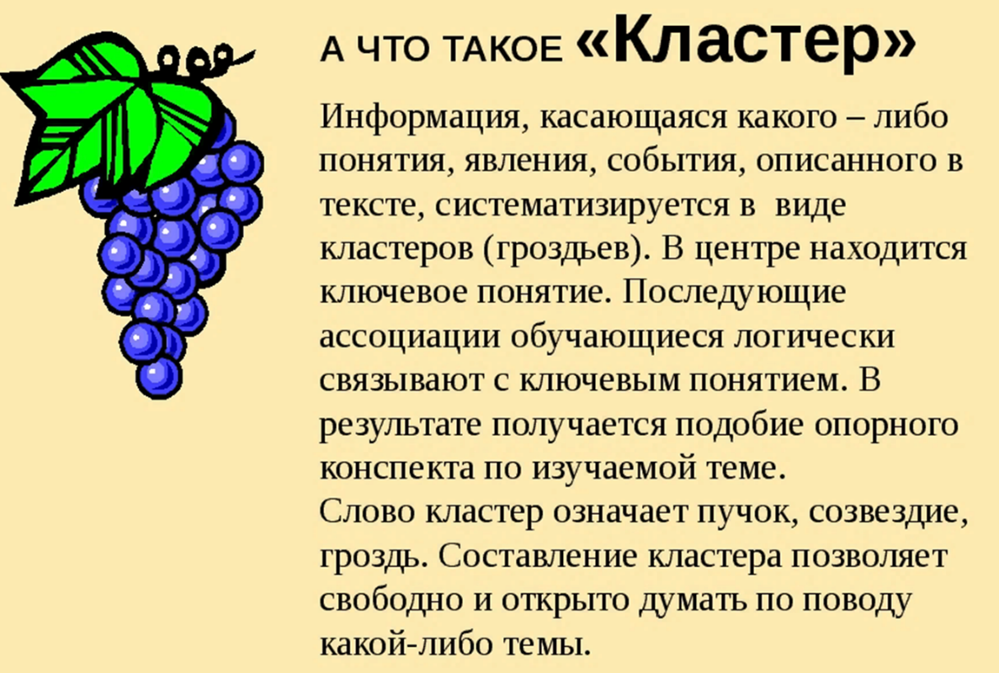 А ЧТО ТАКОЕ «Кластер»
Информация, касающаяся какого – либо
понятия, явления, события, описанного в
тексте, систематизируется в виде
кластеров (гроздьев). В центре находится
ключевое понятие. Последующие
ассоциации обучающиеся логически
связывают с ключевым понятием. В
результате получается подобие опорного
конспекта по изучаемой теме.
Слово кластер означает пучок, созвездие,
гроздь. Составление кластера позволяет
свободно и открыто думать по поводу
какой-либо темы.